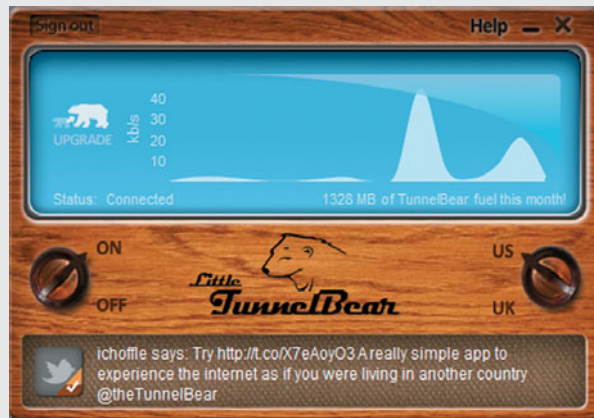 Sign out
Help
40
30
20
10
kb/s
UPGRADE
Status: Connected
1328 MB of TunnelBear fuel this month!
ON
OFF
US
UK
Little
TunnelBear
ichoffle says: Try http://t.co/X7eAoyO3 A really simple app to
experience the internet as if you were living in another country
@theTunnelBear